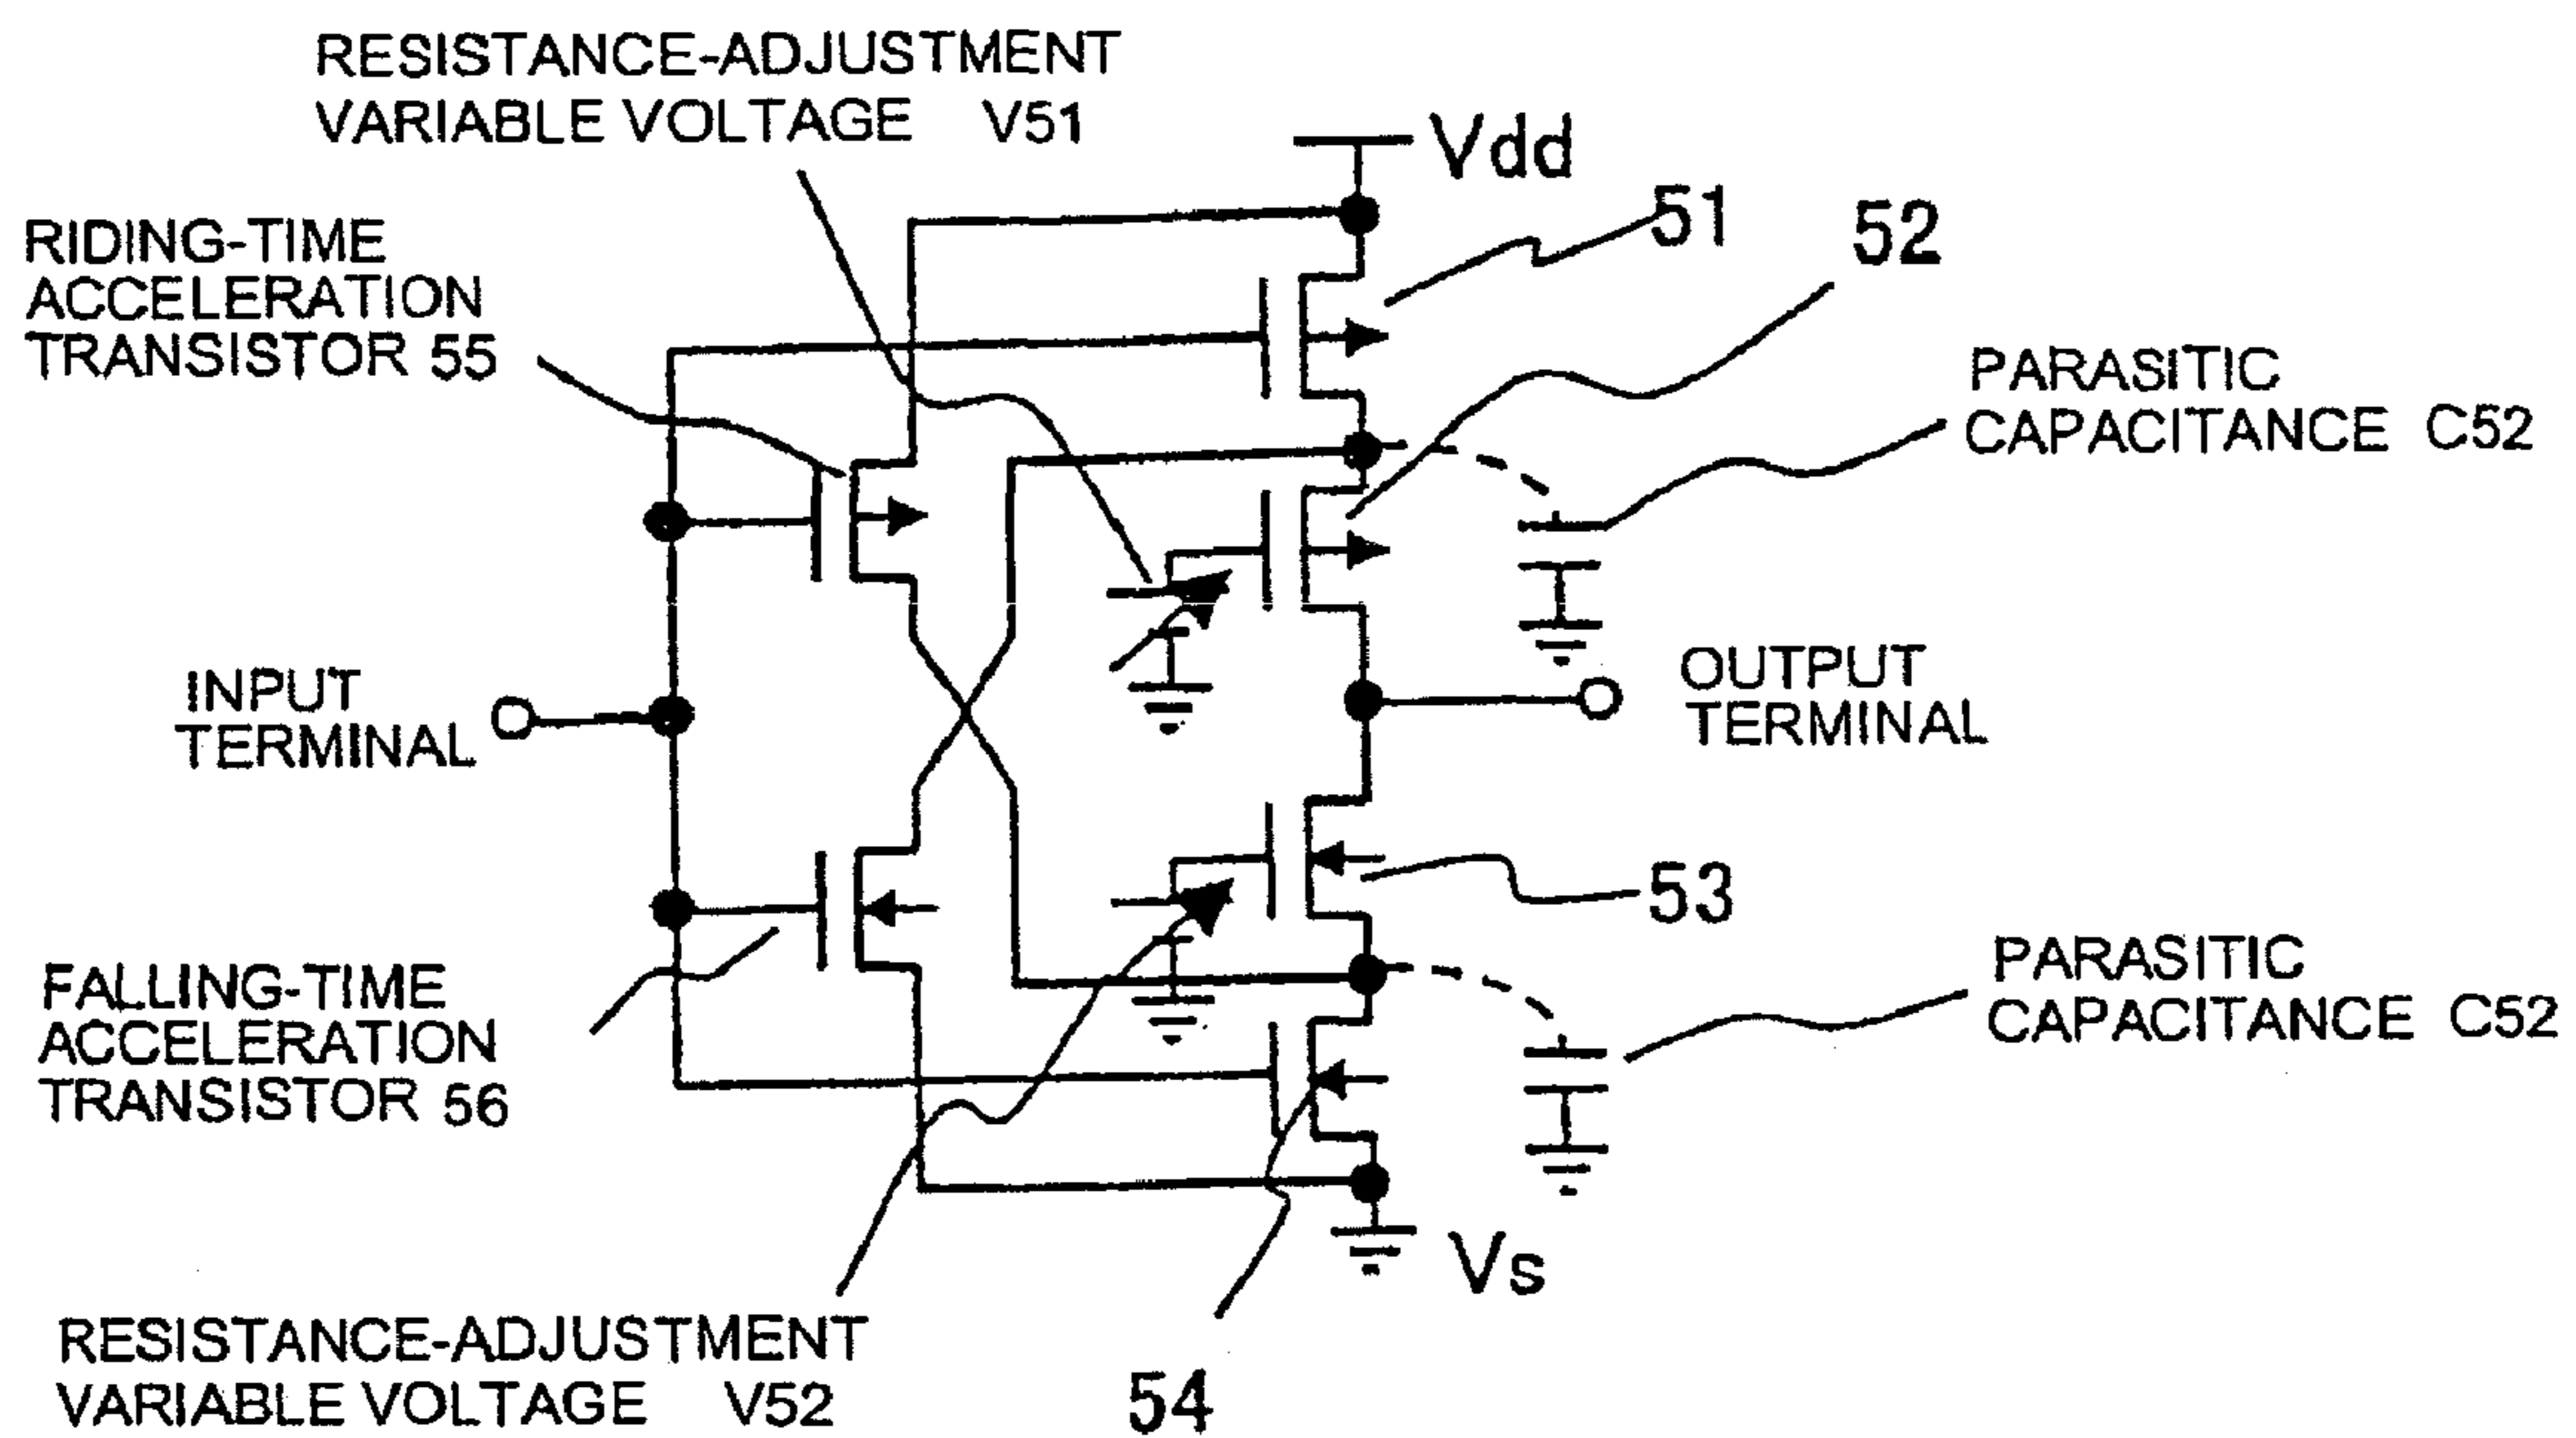 RESISTANCE-ADJUSTMENT
VARIABLE VOLTAGE V51
Vdd
51
52
RIDING-TIME
ACCELERATION
TRANSISTOR 55
PARASITIC
CAPACITANCE C52
INPUT
TERMINAL
OUTPUT
TERMINAL
53
FALLING-TIME
ACCELERATION
TRANSISTOR 56
PARASITIC
CAPACITANCE C52
Vs
RESISTANCE-ADJUSTMENT
VARIABLE VOLTAGE V52
54